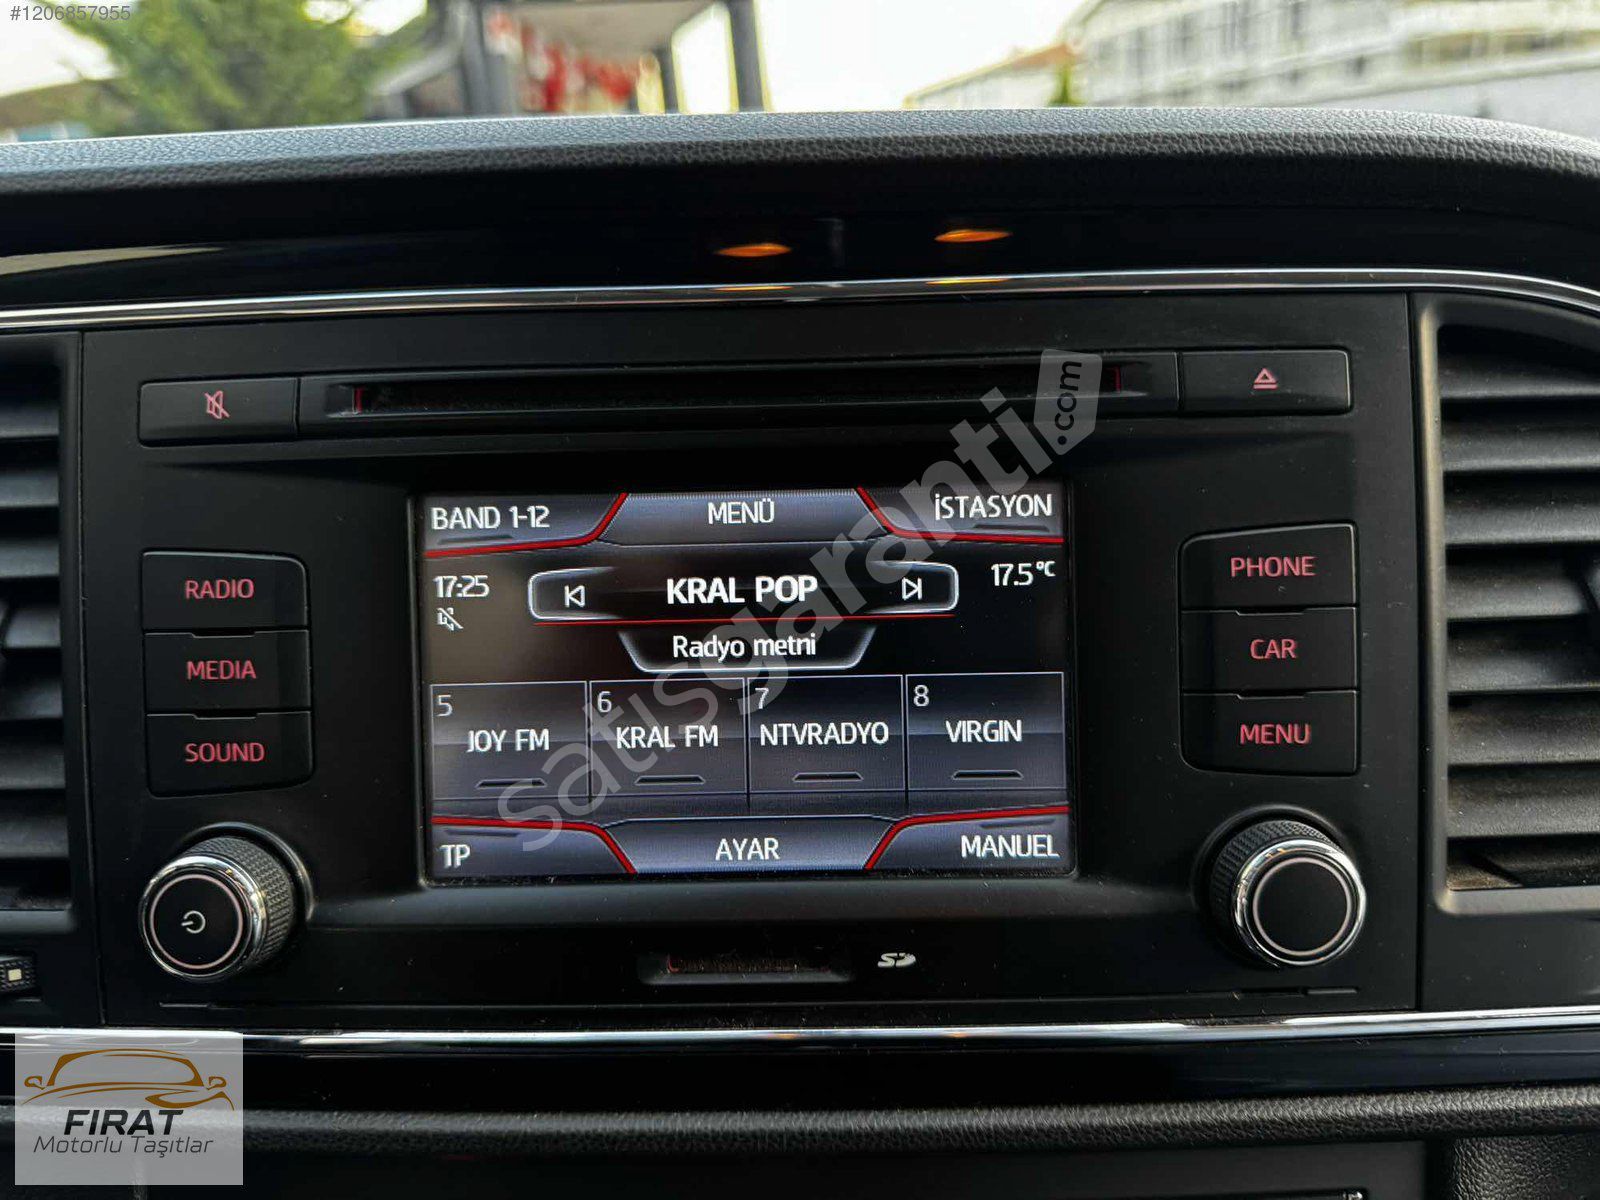 #1206857955
BAND 1-12
MENÜ
İSTASYON
17:25
KRAL POP
17.5°C
Radyo metni
5
JOY FM
6
KRAL FM
7
NTVRADYO
8
VIRGIN
TP
AYAR
MANUEL
RADIO
MEDIA
SOUND
PHONE
CAR
MENU
SD
satısgaranti.com
FIRAT
Motorlu Taşıtlar